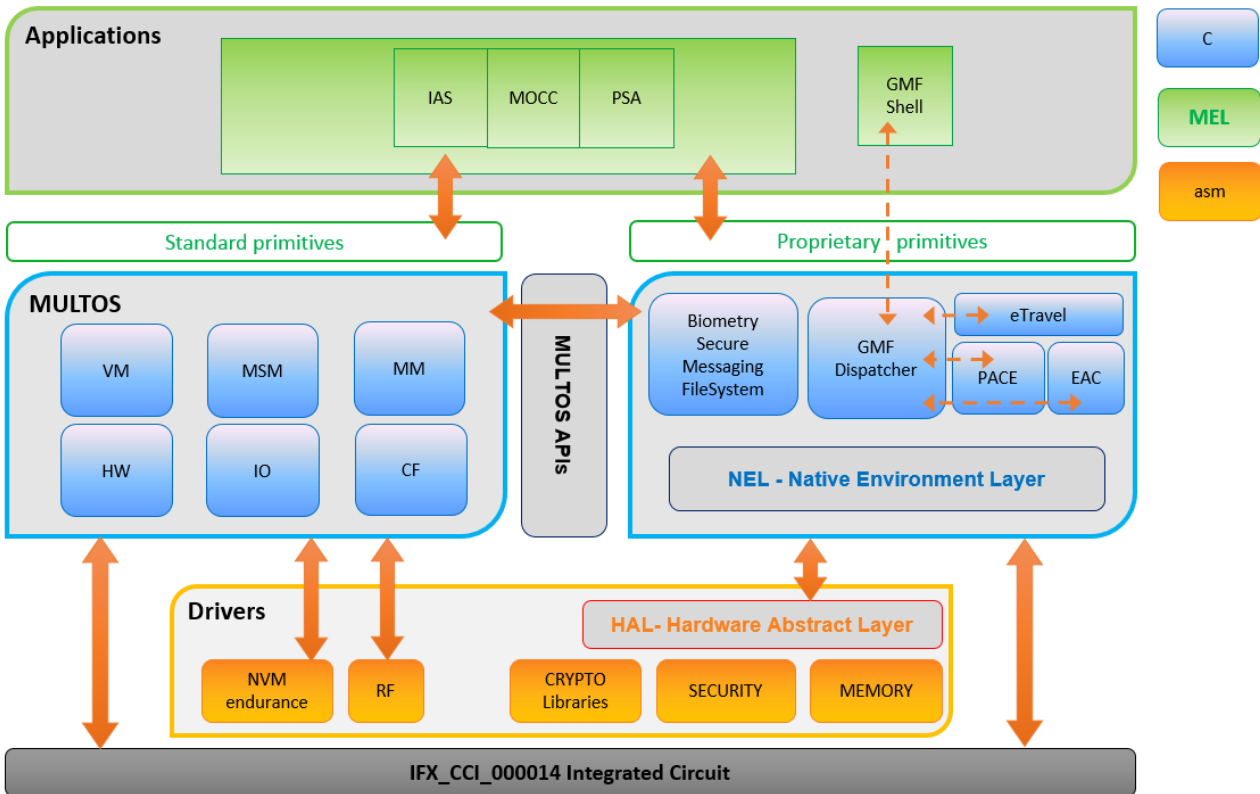 Applications
IAS
MOCC
PSA
GMF
Shell
C
MEL
asm
Standard primitives
Proprietary primitives
MULTOS
VM
MSM
MM
HW
IO
CF
MULTOS APIs
Biometry
Secure
Messaging
FileSystem
GMF
Dispatcher
eTravel
PACE
EAC
NEL - Native Environment Layer
Drivers
HAL- Hardware Abstract Layer
NVM
endurance
RF
CRYPTO
Libraries
SECURITY
MEMORY
IFX_CCI_000014 Integrated Circuit